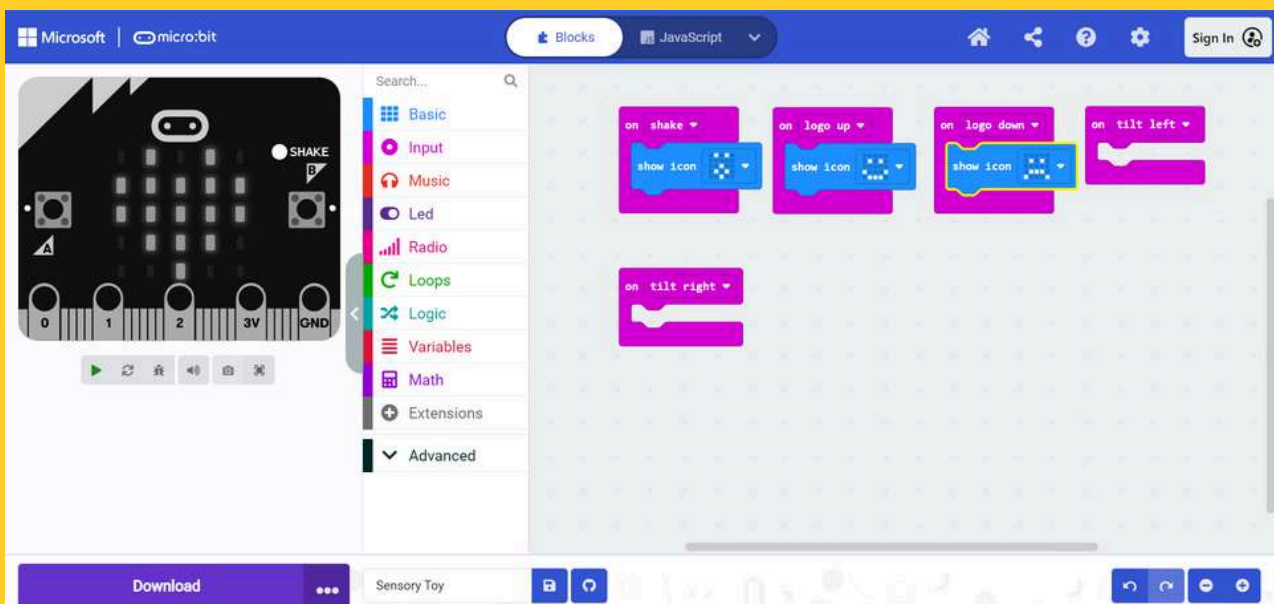 Microsoft micro:bit Blocks JavaScript Sign In
Search...
Basic
Input
Music
Led
Radio
Loops
Logic
Variables
Math
Extensions
Advanced
SHAKE
B
A
0 1 2 3V GND
on shake
show icon
on logo up
show icon
on logo down
show icon
on tilt left
on tilt right
Download
Sensory Toy